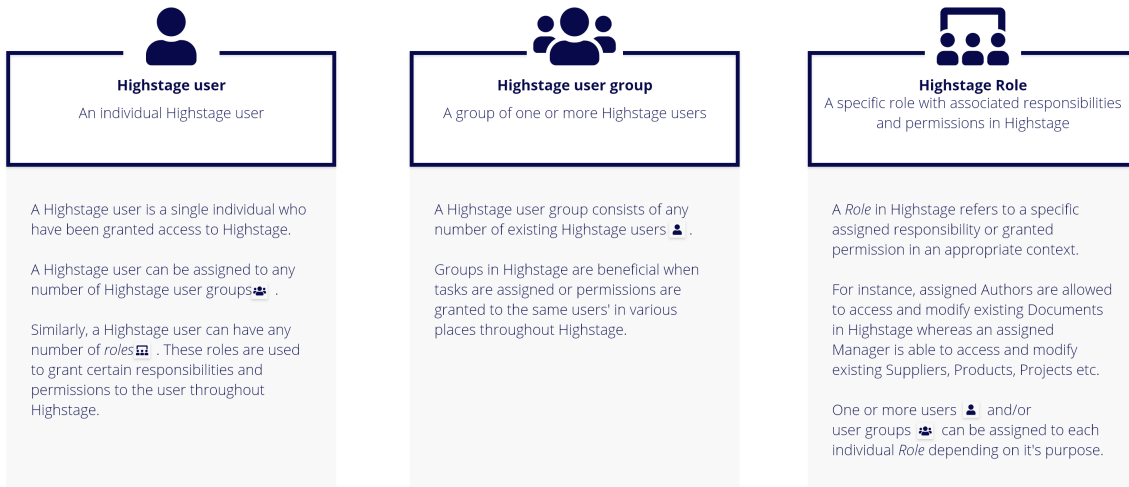 Highstage user
An individual Highstage user
A Highstage user is a single individual who
have been granted access to Highstage.
A Highstage user can be assigned to any
number of Highstage user groups .
Similarly, a Highstage user can have any
number of roles . These roles are used
to grant certain responsibilities and
permissions to the user throughout
Highstage.
Highstage user group
A group of one or more Highstage users
A Highstage user group consists of any
number of existing Highstage users .
Groups in Highstage are beneficial when
tasks are assigned or permissions are
granted to the same users' in various
places throughout Highstage.
Highstage Role
A specific role with associated responsibilities
and permissions in Highstage
A Role in Highstage refers to a specific
assigned responsibility or granted
permission in an appropriate context.
For instance, assigned Authors are allowed
to access and modify existing Documents
in Highstage whereas an assigned
Manager is able to access and modify
existing Suppliers, Products, Projects etc.
One or more users and/or
user groups can be assigned to each
individual Role depending on it's purpose.